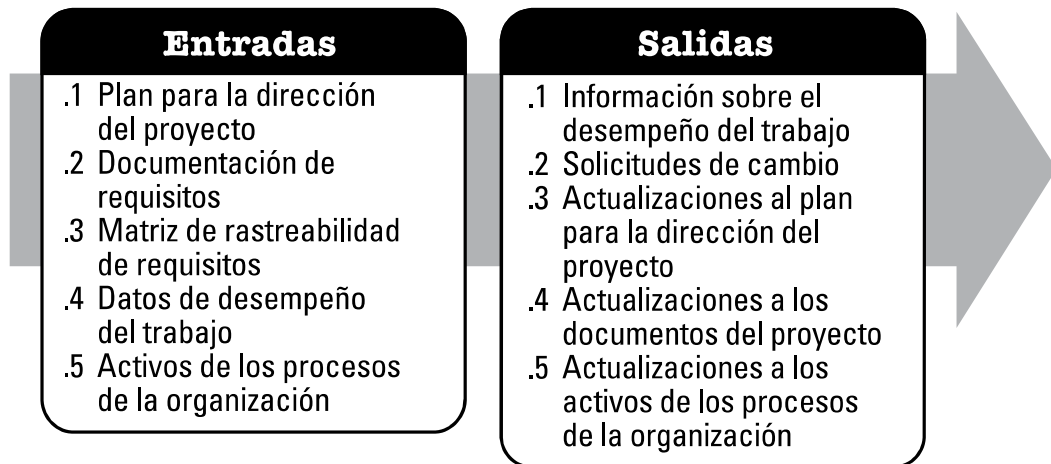 Entradas
.1 Plan para la dirección
del proyecto
.2 Documentación de
requisitos
.3 Matriz de rastreabilidad
de requisitos
.4 Datos de desempeño
del trabajo
.5 Activos de los procesos
de la organización
Salidas
.1 Información sobre el
desempeño del trabajo
.2 Solicitudes de cambio
.3 Actualizaciones al plan
para la dirección del
proyecto
.4 Actualizaciones a los
documentos del proyecto
.5 Actualizaciones a los
activos de los procesos
de la organización